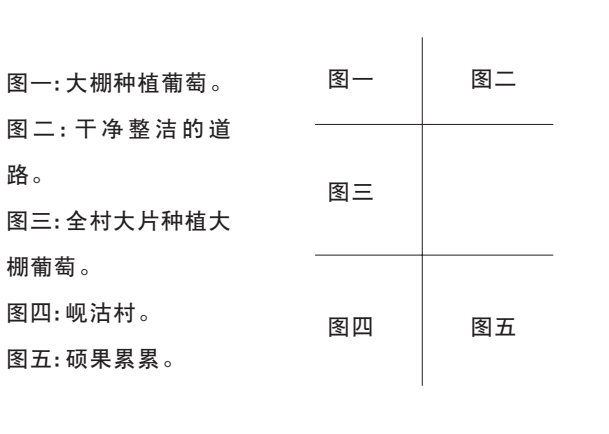 图一:大棚种植葡萄。
图二:干净整洁的道
路。
图三:全村大片种植大
棚葡萄。
图四:岘沽村。
图五:硕果累累。
图一 图二
图三
图四 图五